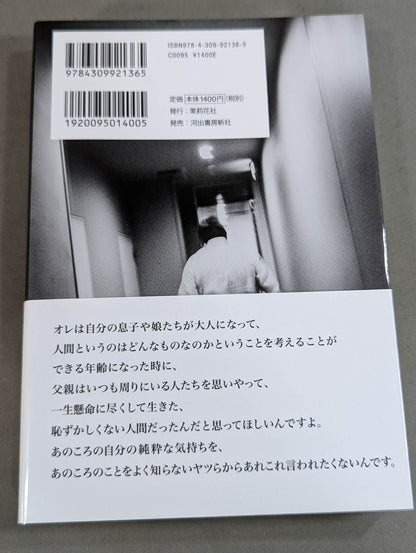 ISBN978-4-309-92136-5
C0095 ¥1400E
9784309921365
定価 本体1400円(税別)
発行:茉莉花社
発売:河出書房新社
1920095014005
オレは自分の息子や娘たちが大人になって、
人間というのはどんなものなのかということを考えることが
できる年齢になった時に、
父親はいつも周りにいる人たちを思いやって、
一生懸命に尽くして生きた、
恥ずかしくない人間だったんだと思ってほしいんですよ。
あのころの自分の純粋な気持ちを、
あのころのことをよく知らないヤツらからあれこれ言われたくないんです。